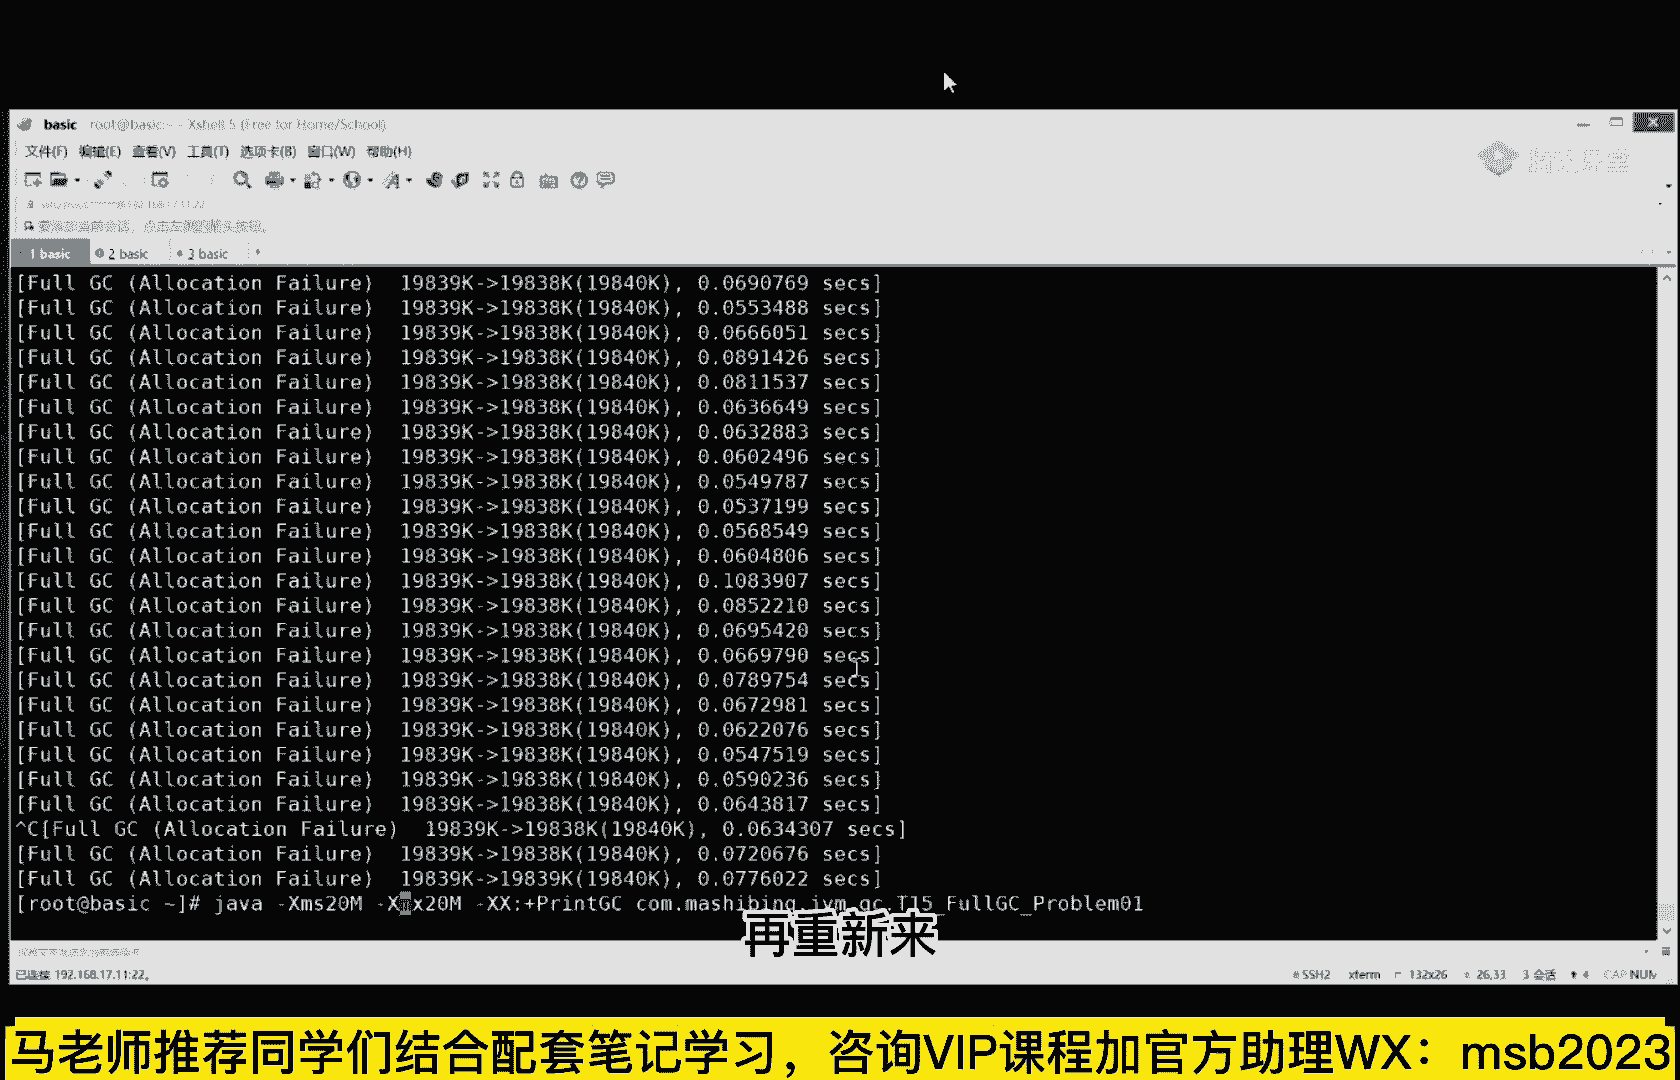 basic root@basic:~ - Xshell 5 (Free for Home/School)
文件(F) 编辑(E) 查看(V) 工具(T) 选项卡(B) 窗口(W) 帮助(H)
1 basic 2 basic 3 basic
[Full GC (Allocation Failure)  19839K->19838K(19840K), 0.0690769 secs]
[Full GC (Allocation Failure)  19839K->19838K(19840K), 0.0553488 secs]
[Full GC (Allocation Failure)  19839K->19838K(19840K), 0.0666051 secs]
[Full GC (Allocation Failure)  19839K->19838K(19840K), 0.0891426 secs]
[Full GC (Allocation Failure)  19839K->19838K(19840K), 0.0811537 secs]
[Full GC (Allocation Failure)  19839K->19838K(19840K), 0.0636649 secs]
[Full GC (Allocation Failure)  19839K->19838K(19840K), 0.0632883 secs]
[Full GC (Allocation Failure)  19839K->19838K(19840K), 0.0602496 secs]
[Full GC (Allocation Failure)  19839K->19838K(19840K), 0.0549787 secs]
[Full GC (Allocation Failure)  19839K->19838K(19840K), 0.0537199 secs]
[Full GC (Allocation Failure)  19839K->19838K(19840K), 0.0568549 secs]
[Full GC (Allocation Failure)  19839K->19838K(19840K), 0.0604806 secs]
[Full GC (Allocation Failure)  19839K->19838K(19840K), 0.1083907 secs]
[Full GC (Allocation Failure)  19839K->19838K(19840K), 0.0852210 secs]
[Full GC (Allocation Failure)  19839K->19838K(19840K), 0.0695420 secs]
[Full GC (Allocation Failure)  19839K->19838K(19840K), 0.0669790 secs]
[Full GC (Allocation Failure)  19839K->19838K(19840K), 0.0789754 secs]
[Full GC (Allocation Failure)  19839K->19838K(19840K), 0.0672981 secs]
[Full GC (Allocation Failure)  19839K->19838K(19840K), 0.0622076 secs]
[Full GC (Allocation Failure)  19839K->19838K(19840K), 0.0547519 secs]
[Full GC (Allocation Failure)  19839K->19838K(19840K), 0.0590236 secs]
[Full GC (Allocation Failure)  19839K->19838K(19840K), 0.0643817 secs]
^C[Full GC (Allocation Failure)  19839K->19838K(19840K), 0.0634307 secs]
[Full GC (Allocation Failure)  19839K->19838K(19840K), 0.0720676 secs]
[Full GC (Allocation Failure)  19839K->19839K(19840K), 0.0776022 secs]
[root@basic ~]# java -Xms20M -Xmx20M -XX:+PrintGC com.mashibing.jvm.gc.T15_FullGC_Problem01
再重新来
已连接 192.168.17.11:22。 SSH2 xterm 132x26 26,33 3 会话 CAP NUM
马老师推荐同学们结合配套笔记学习，咨询VIP课程加官方助理WX：msb2023